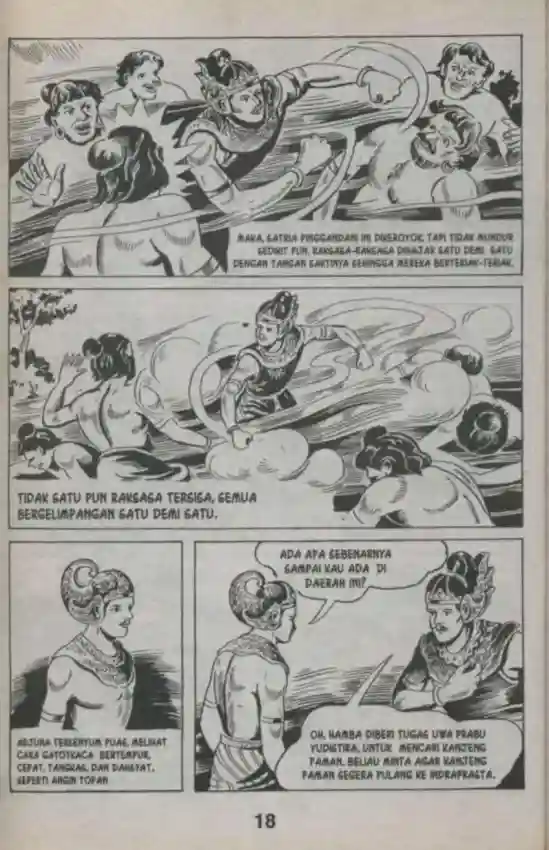 MAKA, SATRIA PINGGANDANI INI DIKEROYOK, TAPI TIDAK MUNDUR
SEDIKIT PUN, RAKSASA-RAKSASA DIHAJAR SATU DEMI SATU
DENGAN TANGAN SAKTINYA SEHINGGA MEREKA BERTERIAK-TERIAK.
TIDAK SATU PUN RAKSASA TERSISA, SEMUA
BERGELIMPANGAN SATU DEMI SATU.
ARJUNA TERSENYUM PUAS, MELIHAT
CARA GATOTKACA BERTEMPUR,
CEPAT, TANGKAS, DAN DAHSYAT,
SEPERTI ANGIN TOPAN
ADA APA SEBENARNYA
SAMPAI KAU ADA DI
DAERAH INI?
OH, HAMBA DIBERI TUGAS UWA PRABU
YUDISTIRA, UNTUK MENCARI KANJENG
PAMAN. BELIAU MINTA AGAR KANJENG
PAMAN SEGERA PULANG KE INDRAPRASTA.
18